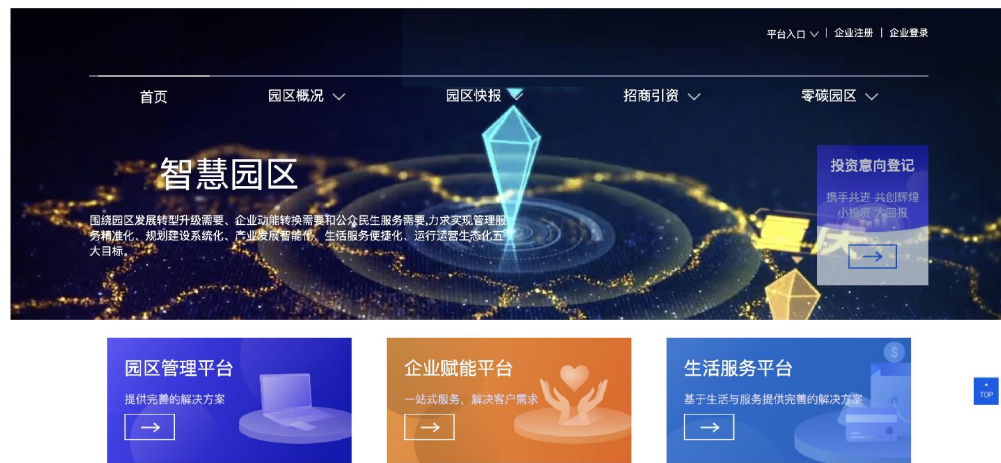 平台入口 | 企业注册 | 企业登录
首页 园区概况 园区快报 招商引资 零碳园区
智慧园区
围绕园区发展转型升级需要、企业动能转换需要和公众民生服务需要,力求实现管理服
务精准化、规划建设系统化、产业发展智能化、生活服务便捷化、运行运营生态化五
大目标。
投资意向登记
携手共进 共创辉煌
小投资 大回报
园区管理平台
提供完善的解决方案
企业赋能平台
一站式服务，解决客户需求
生活服务平台
基于生活与服务提供完善的解决方案
TOP